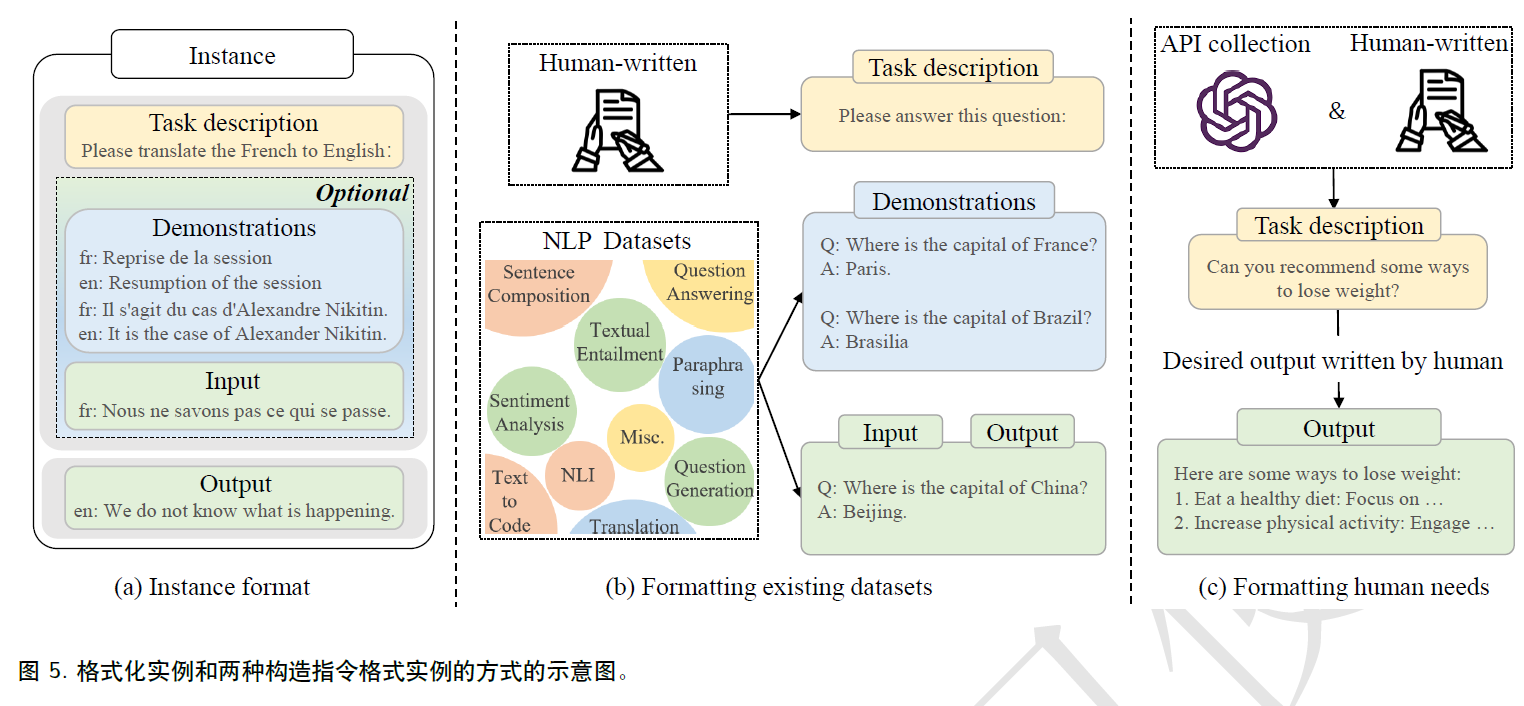 Instance
Task description
Please translate the French to English:
Optional
Demonstrations
fr: Reprise de la session
en: Resumption of the session
fr: Il s'agit du cas d'Alexandre Nikitin.
en: It is the case of Alexander Nikitin.
Input
fr: Nous ne savons pas ce qui se passe.
Output
en: We do not know what is happening.
(a) Instance format
Human-written
Task description
Please answer this question:
NLP Datasets
Sentence
Composition
Question
Answering
Textual
Entailment
Paraphra
sing
Sentiment
Analysis
Misc.
NLI
Question
Generation
Text
to
Code
Translation
Demonstrations
Q: Where is the capital of France?
A: Paris.
Q: Where is the capital of Brazil?
A: Brasilia
Input
Output
Q: Where is the capital of China?
A: Beijing.
(b) Formatting existing datasets
API collection
&
Human-written
Task description
Can you recommend some ways
to lose weight?
Desired output written by human
Output
Here are some ways to lose weight:
1. Eat a healthy diet: Focus on …
2. Increase physical activity: Engage …
(c) Formatting human needs
图 5. 格式化实例和两种构造指令格式实例的方式的示意图。